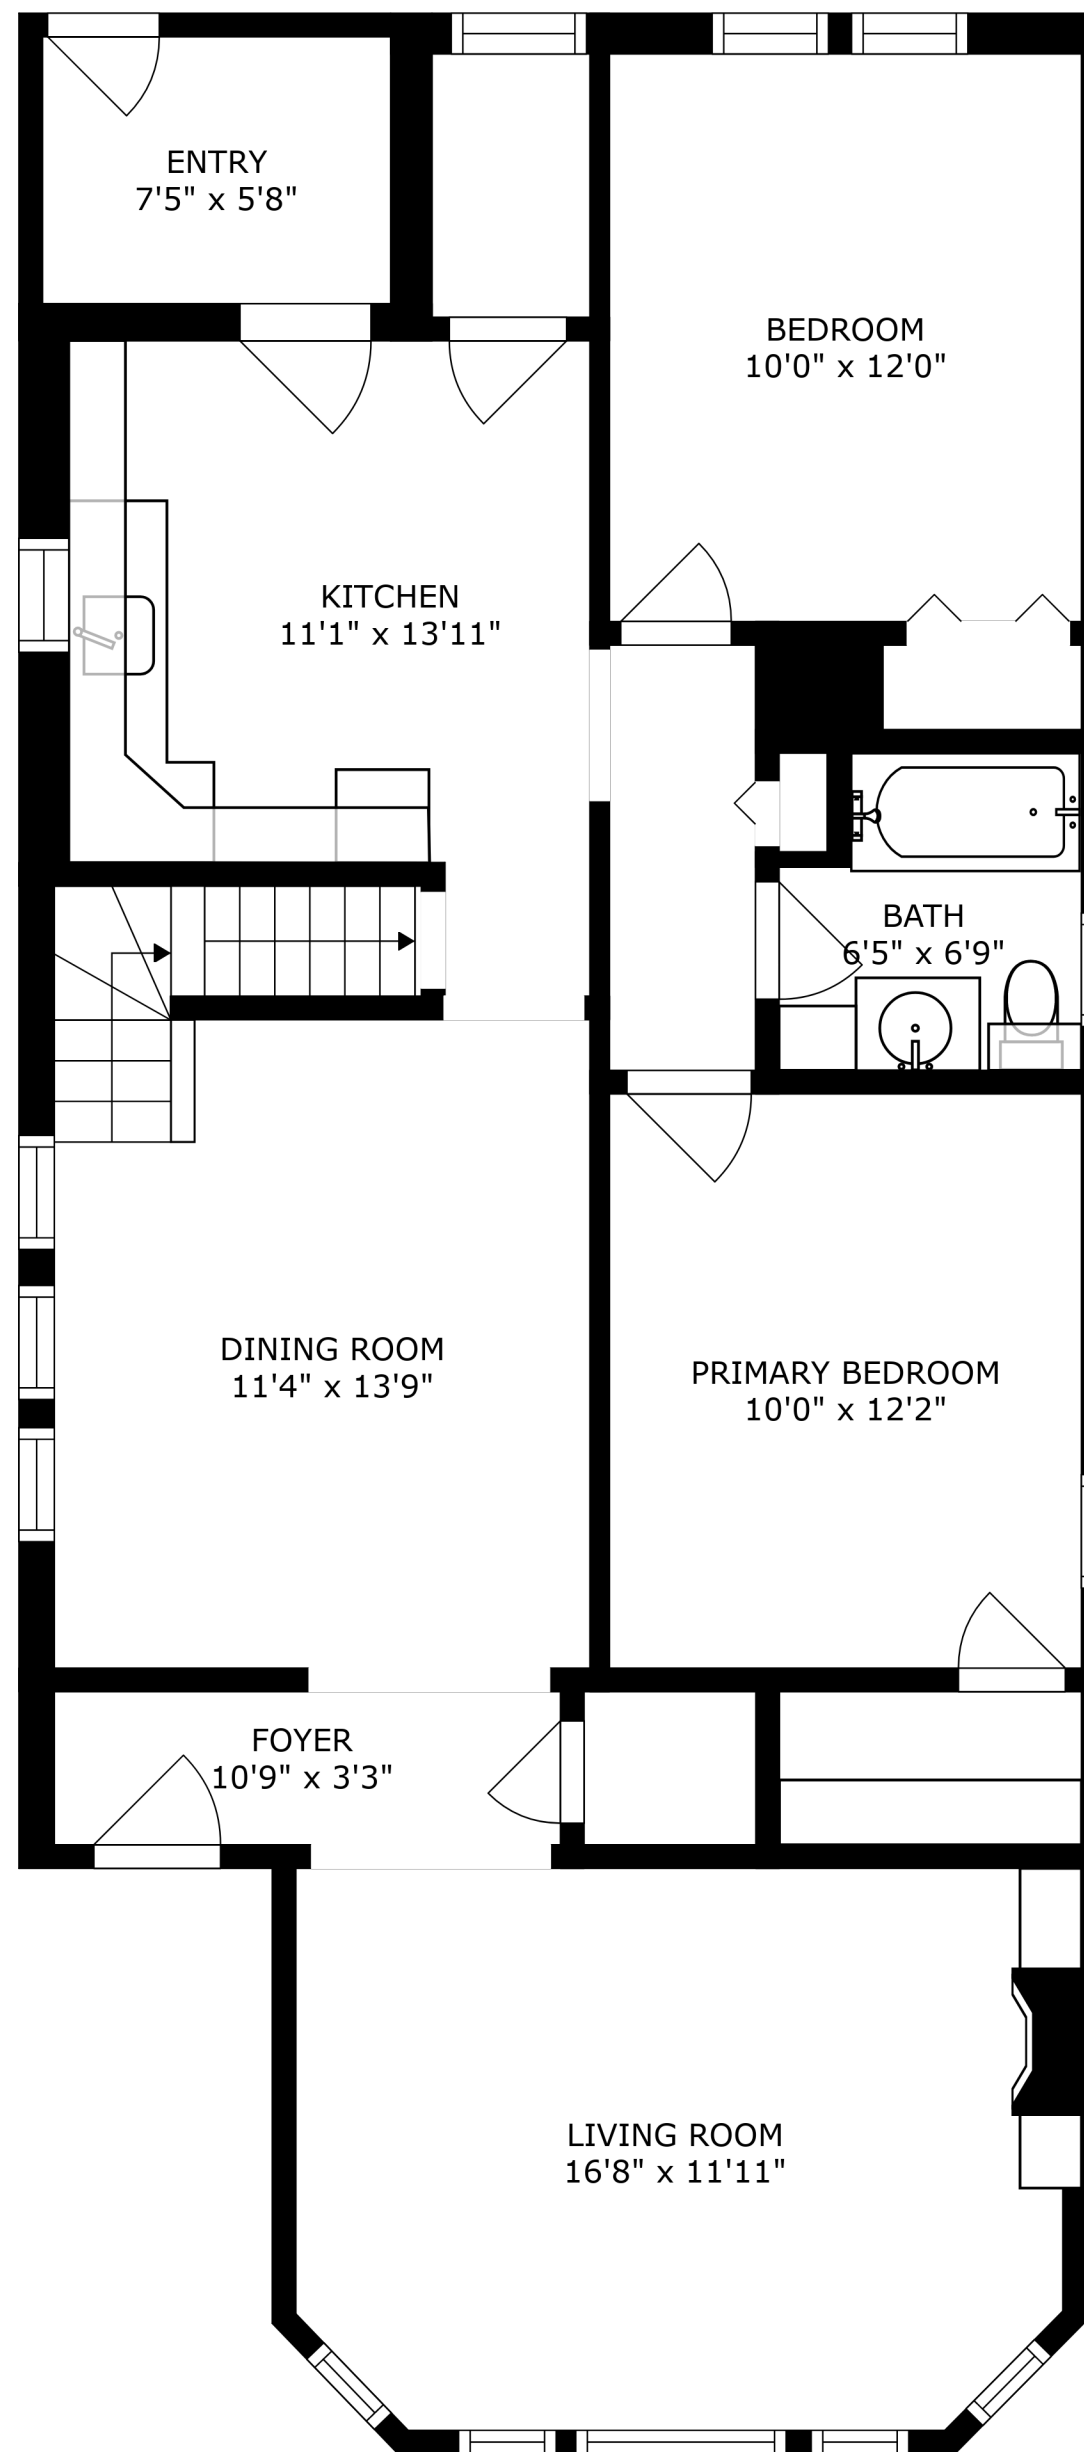 ENTRY
7'5" x 5'8"
BEDROOM
10'0" x 12'0"
KITCHEN
11'1" x 13'11"
BATH
6'5" x 6'9"
DINING ROOM
11'4" x 13'9"
PRIMARY BEDROOM
10'0" x 12'2"
FOYER
10'9" x 3'3"
LIVING ROOM
16'8" x 11'11"